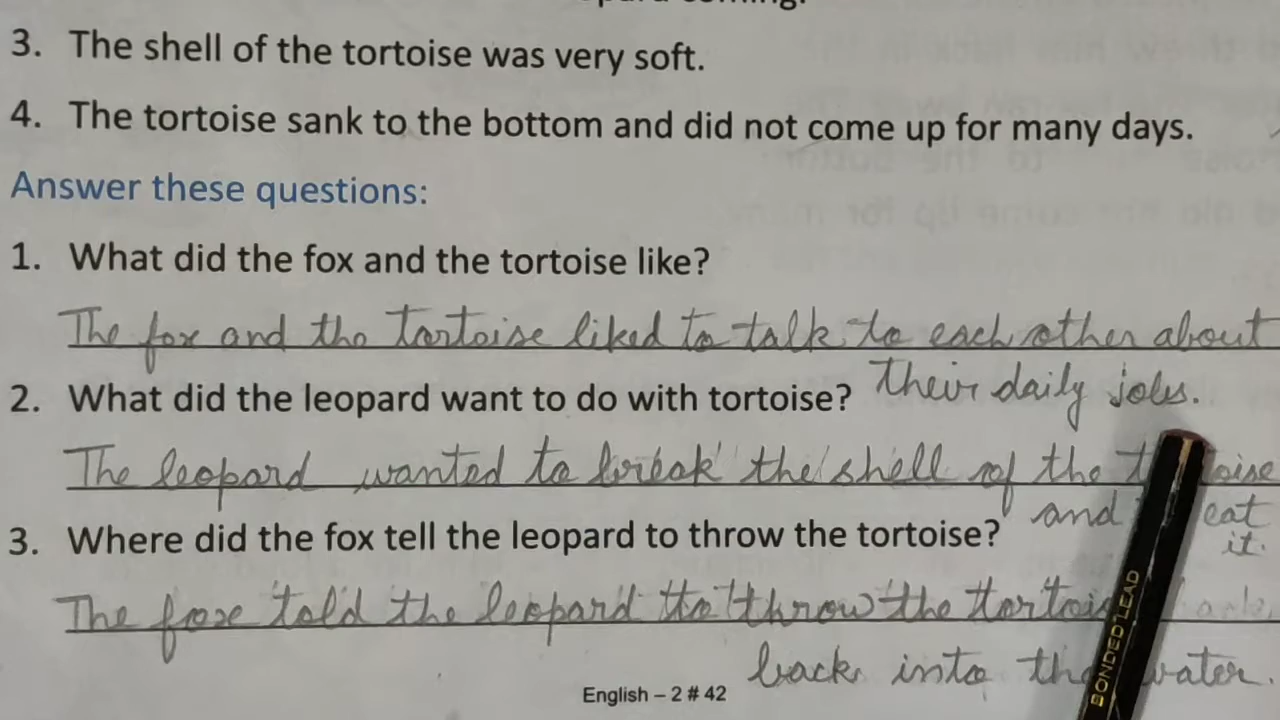 3. The shell of the tortoise was very soft.
4. The tortoise sank to the bottom and did not come up for many days.
Answer these questions:
1. What did the fox and the tortoise like?
The fox and the tortoise liked to talk to each other about
their daily jobs.
2. What did the leopard want to do with tortoise?
The leopard wanted to break the shell of the
and eat
it.
3. Where did the fox tell the leopard to throw the tortoise?
The fox told the leopard to throw the
back into the water.
English – 2 # 42
BONDED LEAD